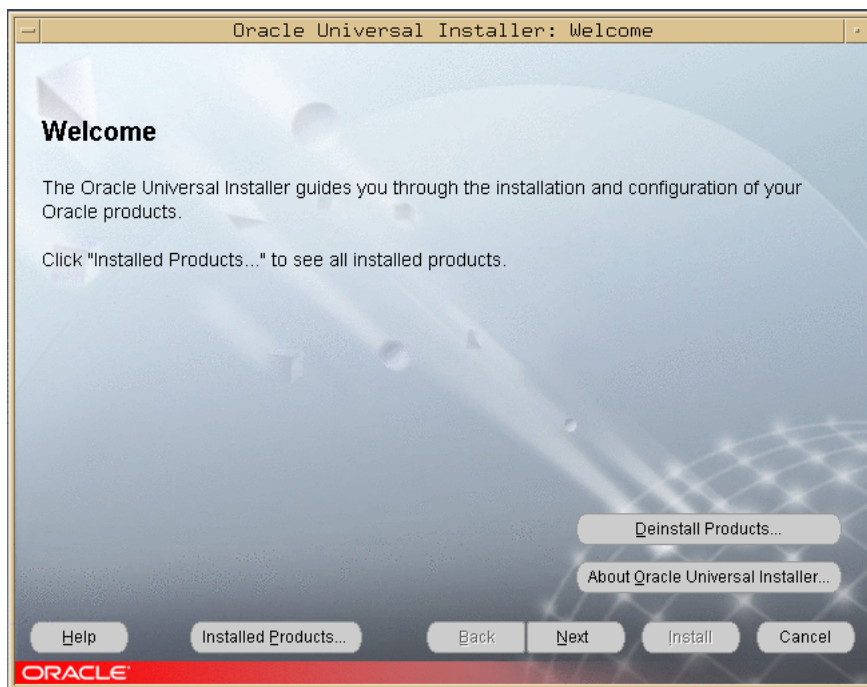 Oracle Universal Installer: Welcome
Welcome
The Oracle Universal Installer guides you through the installation and configuration of your
Oracle products.
Click "Installed Products..." to see all installed products.
Deinstall Products...
About Oracle Universal Installer...
Help
Installed Products...
Back
Next
Install
Cancel
ORACLE